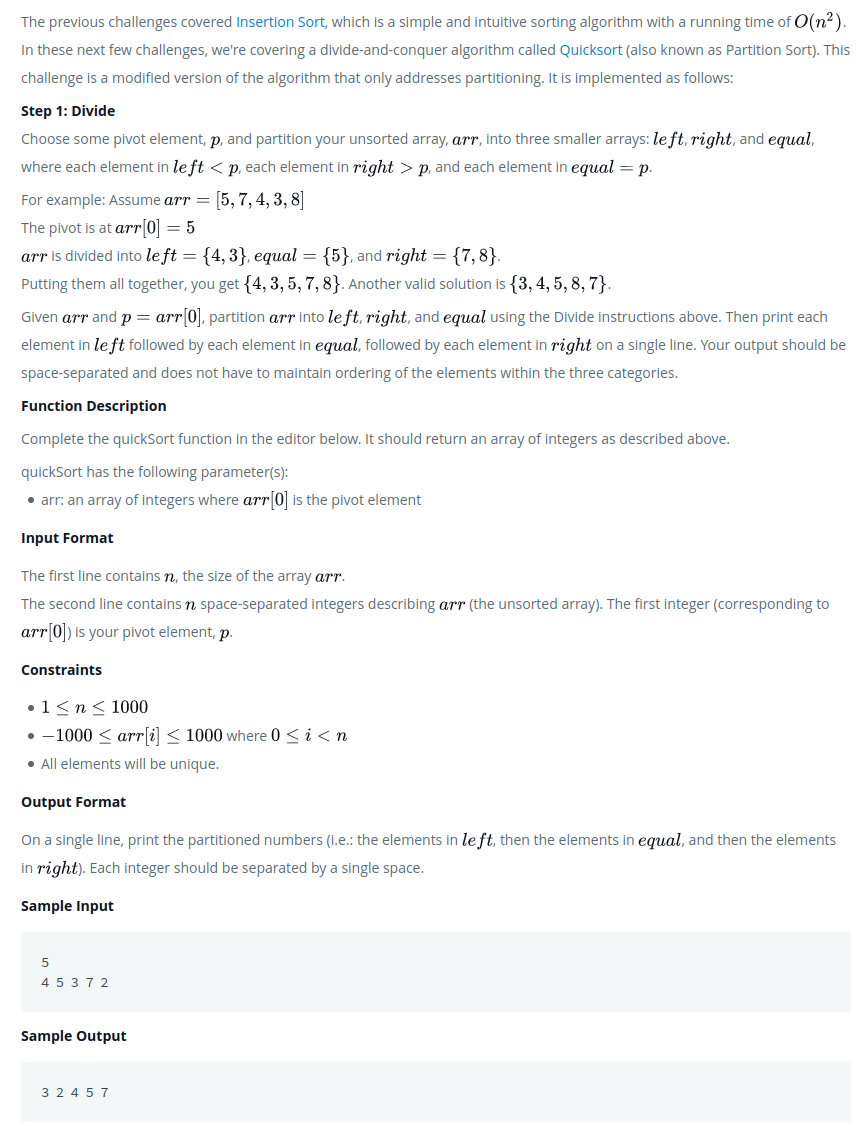 The previous challenges covered Insertion Sort, which is a simple and intuitive sorting algorithm with a running time of O(n²).
In these next few challenges, we're covering a divide-and-conquer algorithm called Quicksort (also known as Partition Sort). This
challenge is a modified version of the algorithm that only addresses partitioning. It is implemented as follows:
Step 1: Divide
Choose some pivot element, p, and partition your unsorted array, arr, into three smaller arrays: left, right, and equal,
where each element in left < p, each element in right > p, and each element in equal = p.
For example: Assume arr = [5, 7, 4, 3, 8]
The pivot is at arr[0] = 5
arr is divided into left = {4, 3}, equal = {5}, and right = {7, 8}.
Putting them all together, you get {4, 3, 5, 7, 8}. Another valid solution is {3, 4, 5, 8, 7}.
Given arr and p = arr[0], partition arr into left, right, and equal using the Divide instructions above. Then print each
element in left followed by each element in equal, followed by each element in right on a single line. Your output should be
space-separated and does not have to maintain ordering of the elements within the three categories.
Function Description
Complete the quickSort function in the editor below. It should return an array of integers as described above.
quickSort has the following parameter(s):
• arr: an array of integers where arr[0] is the pivot element
Input Format
The first line contains n, the size of the array arr.
The second line contains n space-separated integers describing arr (the unsorted array). The first integer (corresponding to
arr[0]) is your pivot element, p.
Constraints
• 1 ≤ n ≤ 1000
• −1000 ≤ arr[i] ≤ 1000 where 0 ≤ i < n
• All elements will be unique.
Output Format
On a single line, print the partitioned numbers (i.e.: the elements in left, then the elements in equal, and then the elements
in right). Each integer should be separated by a single space.
Sample Input
5
4 5 3 7 2
Sample Output
3 2 4 5 7